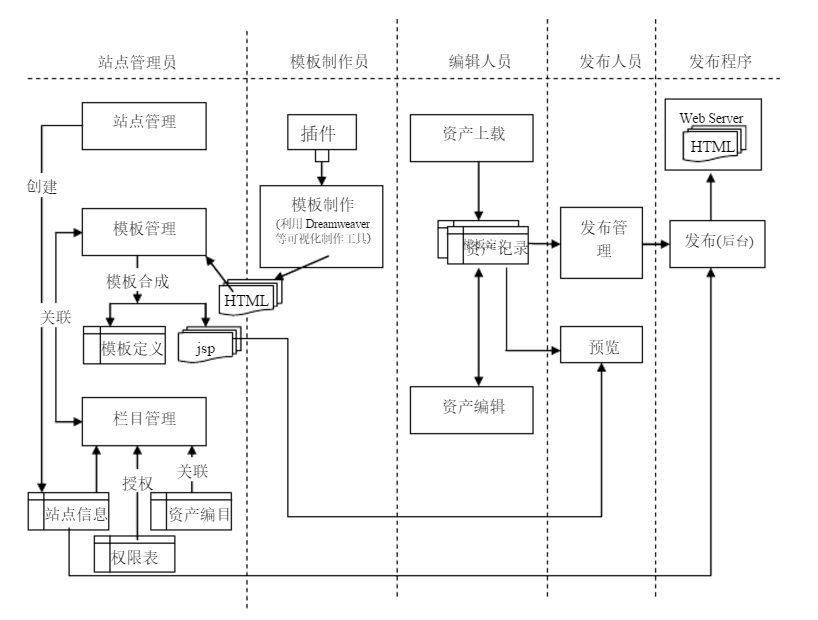 站点管理员
模板制作员
编辑人员
发布人员
发布程序
站点管理
插件
资产上载
Web Server
HTML
创建
模板管理
模板制作
(利用 Dreamweaver
等可视化制作工具)
模板定义
资产记录
发布管
理
发布(后台)
模板合成
HTML
关联
模板定义
jsp
预览
栏目管理
资产编辑
授权
关联
站点信息
资产编目
权限表